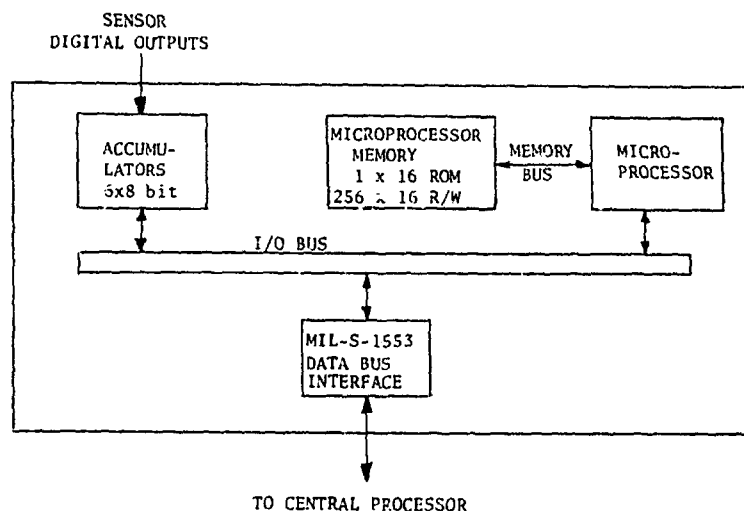 SENSOR
DIGITAL OUTPUTS
ACCUMU-
LATORS
6x8 bit
MICROPROCESSOR
MEMORY
1 x 16 ROM
256 x 16 R/W
MEMORY
BUS
MICRO-
PROCESSOR
I/O BUS
MIL-S-1553
DATA BUS
INTERFACE
TO CENTRAL PROCESSOR